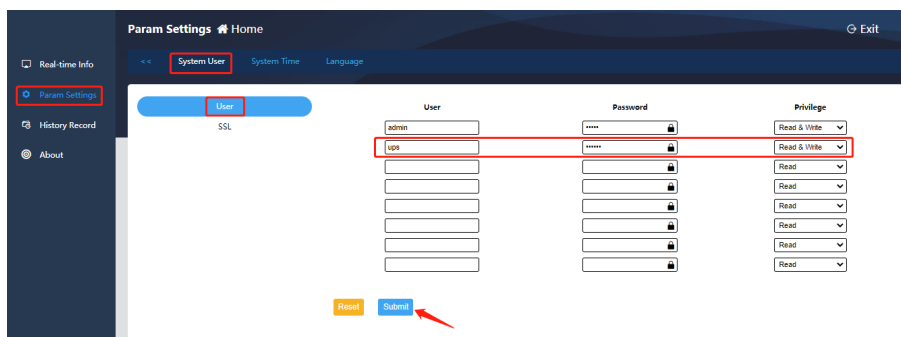 Param Settings Home
Exit
Real-time Info
Param Settings
History Record
About
<< System User System Time Language
User
SSL
User Password Privilege
admin ••••• Read & Write
ups •••••• Read & Write
Read
Read
Read
Read
Read
Read
Reset Submit